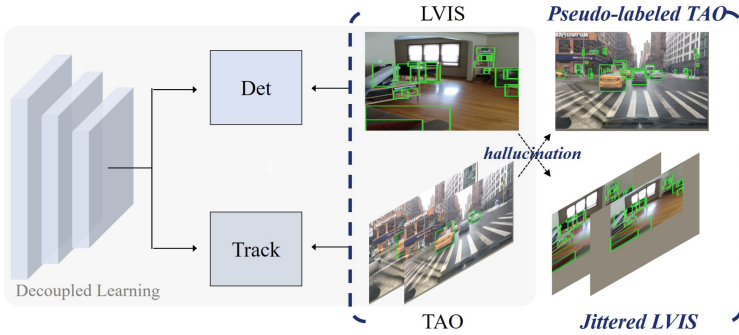 LVIS
Pseudo-labeled TAO
Det
hallucination
Track
Decoupled Learning
TAO
Jittered LVIS